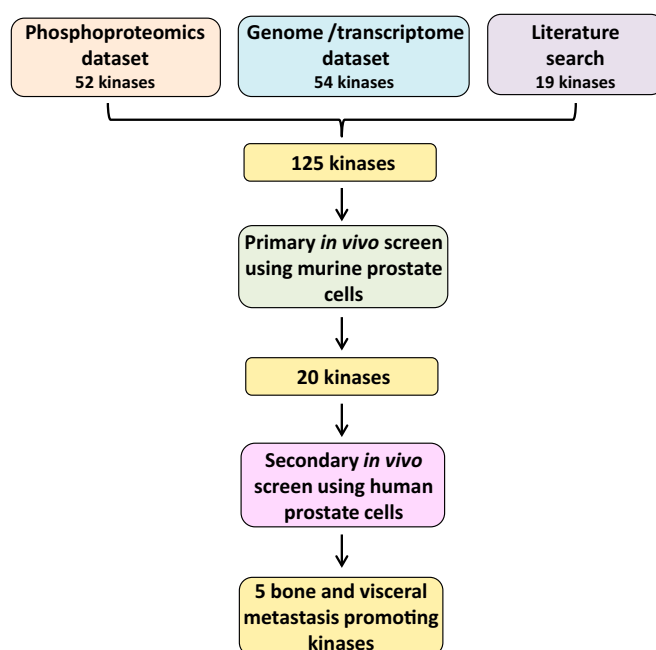 Phosphoproteomics
dataset
52 kinases
Genome /transcriptome
dataset
54 kinases
Literature
search
19 kinases
125 kinases
Primary in vivo screen
using murine prostate
cells
20 kinases
Secondary in vivo
screen using human
prostate cells
5 bone and visceral
metastasis promoting
kinases